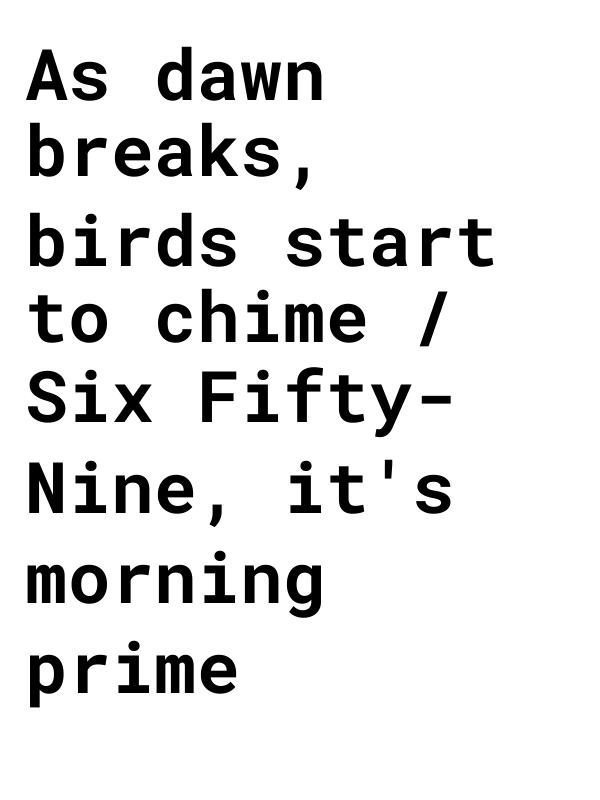 As dawn
breaks,
birds start
to chime /
Six Fifty-
Nine, it's
morning
prime